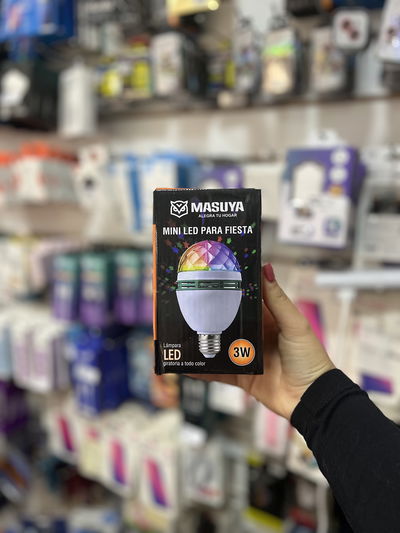 MASUYA
ALEGRA TU HOGAR
MINI LED PARA FIESTA
Lámpara
LED
giratoria a todo color
3W